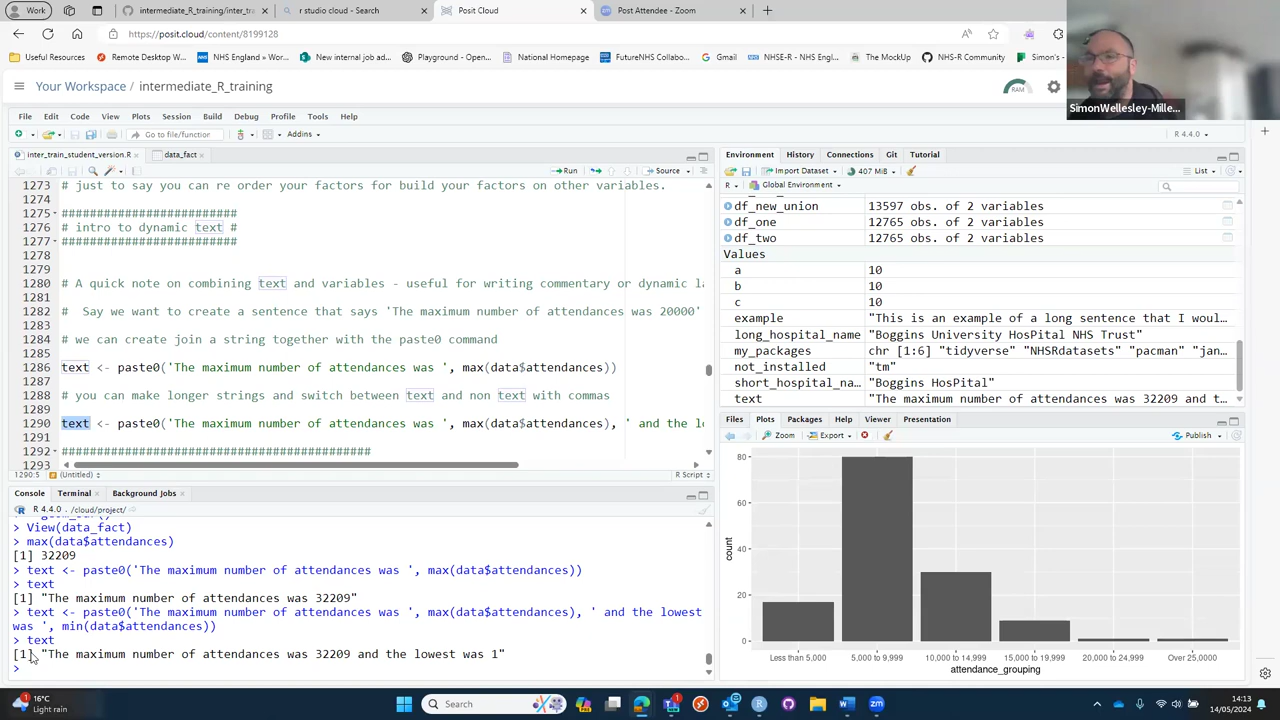 Work
intermediate_R_training/inter_tra
r studio cloud - Search
Posit Cloud
Post Attendee - Zoom
https://posit.cloud/content/8199128
Useful Resources
Remote Desktop W...
NHS England > Wor...
New internal job ad...
Playground - Open...
National Homepage
FutureNHS Collabo...
Gmail
NHSE-R - NHS Engl...
The MockUp
NHS-R Community
Simon's
SimonWellesley-Mille...
Your Workspace / intermediate_R_training
RAM
File Edit Code View Plots Session Build Debug Profile Tools Help
Go to file/function
Addins
R 4.4.0
inter_train_student_version.R
data_fact
Run
Source
1273 # just to say you can re order your factors for build your factors on other variables.
1274
1275 #########################
1276 # intro to dynamic text #
1277 #########################
1278
1279
1280 # A quick note on combining text and variables - useful for writing commentary or dynamic la
1281
1282 #  Say we want to create a sentence that says 'The maximum number of attendances was 20000'
1283
1284 # we can create join a string together with the paste0 command
1285
1286 text <- paste0('The maximum number of attendances was ', max(data$attendances))
1287
1288 # you can make longer strings and switch between text and non text with commas
1289
1290 text <- paste0('The maximum number of attendances was ', max(data$attendances), ' and the lo
1291
1292 ############################################
1293
1290:5 (Untitled)
R Script
Console Terminal Background Jobs
R 4.4.0 · /cloud/project/
> View(data_fact)
> max(data$attendances)
[1] 32209
> text <- paste0('The maximum number of attendances was ', max(data$attendances))
> text
[1] "The maximum number of attendances was 32209"
> text <- paste0('The maximum number of attendances was ', max(data$attendances), ' and the lowest
was ', min(data$attendances))
> text
[1] "The maximum number of attendances was 32209 and the lowest was 1"
>
Environment History Connections Git Tutorial
Import Dataset
407 MiB
List
R
Global Environment
df_new_union 13597 obs. of 2 variables
df_one 12765 obs. of 2 variables
df_two 12765 obs. of 2 variables
Values
a 10
b 10
c 10
example "This is an example of a long sentence that I woul...
long_hospital_name "Boggins University HosPital NHS Trust"
my_packages chr [1:6] "tidyverse" "NHSRdatasets" "pacman" "jan...
not_installed "tm"
short_hospital_na... "Boggins HosPital"
text "The maximum number of attendances was 32209 and t...
Files Plots Packages Help Viewer Presentation
Zoom
Export
Publish
80
60
40
20
0
count
Less than 5,000
5,000 to 9,999
10,000 to 14,999
15,000 to 19,999
20,000 to 24,999
Over 25,0000
attendance_grouping
16°C
Light rain
Search
14:13
14/05/2024